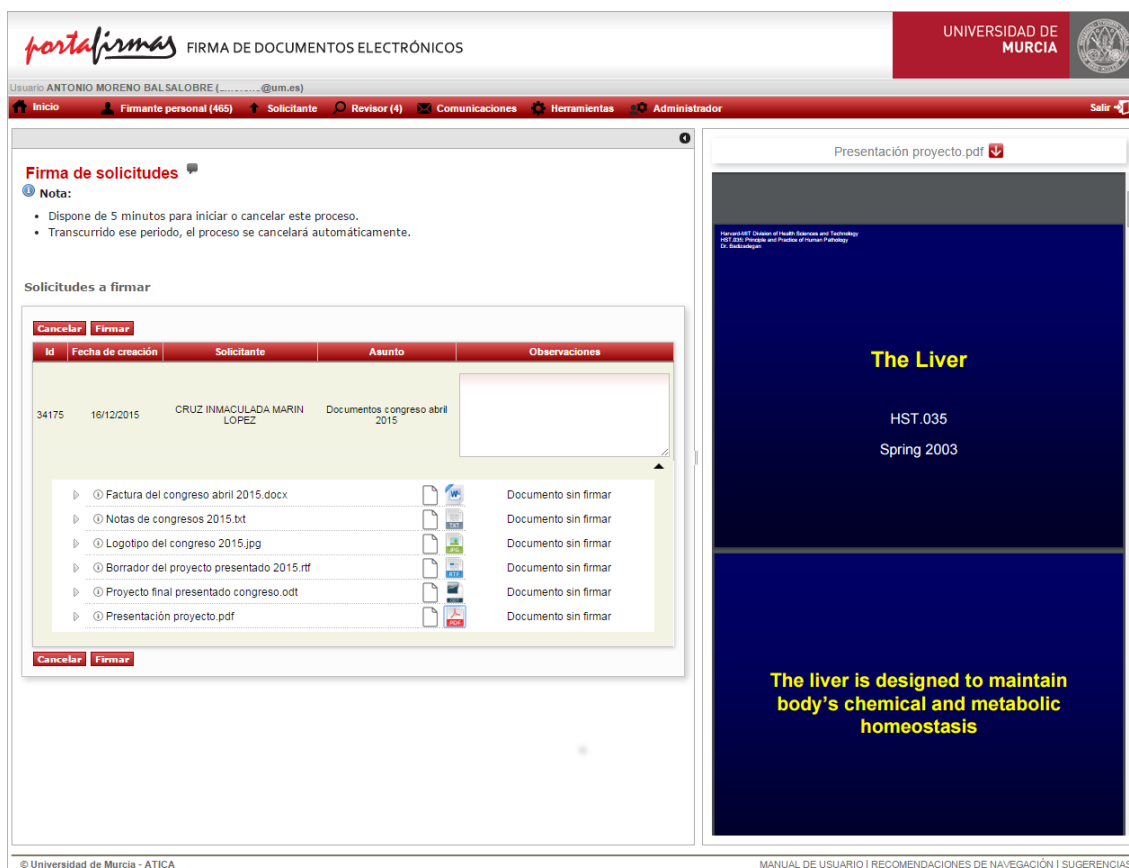 portafirmas FIRMA DE DOCUMENTOS ELECTRÓNICOS
UNIVERSIDAD DE
MURCIA
Usuario ANTONIO MORENO BALSALOBRE (@um.es)
Inicio Firmante personal (465) Solicitante Revisor (4) Comunicaciones Herramientas Administrador Salir
Firma de solicitudes
Nota:
• Dispone de 5 minutos para iniciar o cancelar este proceso.
• Transcurrido ese periodo, el proceso se cancelará automáticamente.
Solicitudes a firmar
Cancelar Firmar
Id Fecha de creación Solicitante Asunto Observaciones
34175 16/12/2015 CRUZ INMACULADA MARIN
LOPEZ
Documentos congreso abril
2015
Factura del congreso abril 2015.docx Documento sin firmar
Notas de congresos 2015.txt TXT Documento sin firmar
Logotipo del congreso 2015.jpg JPG Documento sin firmar
Borrador del proyecto presentado 2015.rtf RTF Documento sin firmar
Proyecto final presentado congreso.odt Documento sin firmar
Presentación proyecto.pdf PDF Documento sin firmar
Cancelar Firmar
Presentación proyecto.pdf
Harvard-MIT Division of Health Sciences and Technology
HST.035: Principle and Practice of Human Pathology
Dr. Badizadegan
The Liver
HST.035
Spring 2003
The liver is designed to maintain
body's chemical and metabolic
homeostasis
© Universidad de Murcia - ATICA
MANUAL DE USUARIO | RECOMENDACIONES DE NAVEGACIÓN | SUGERENCIAS